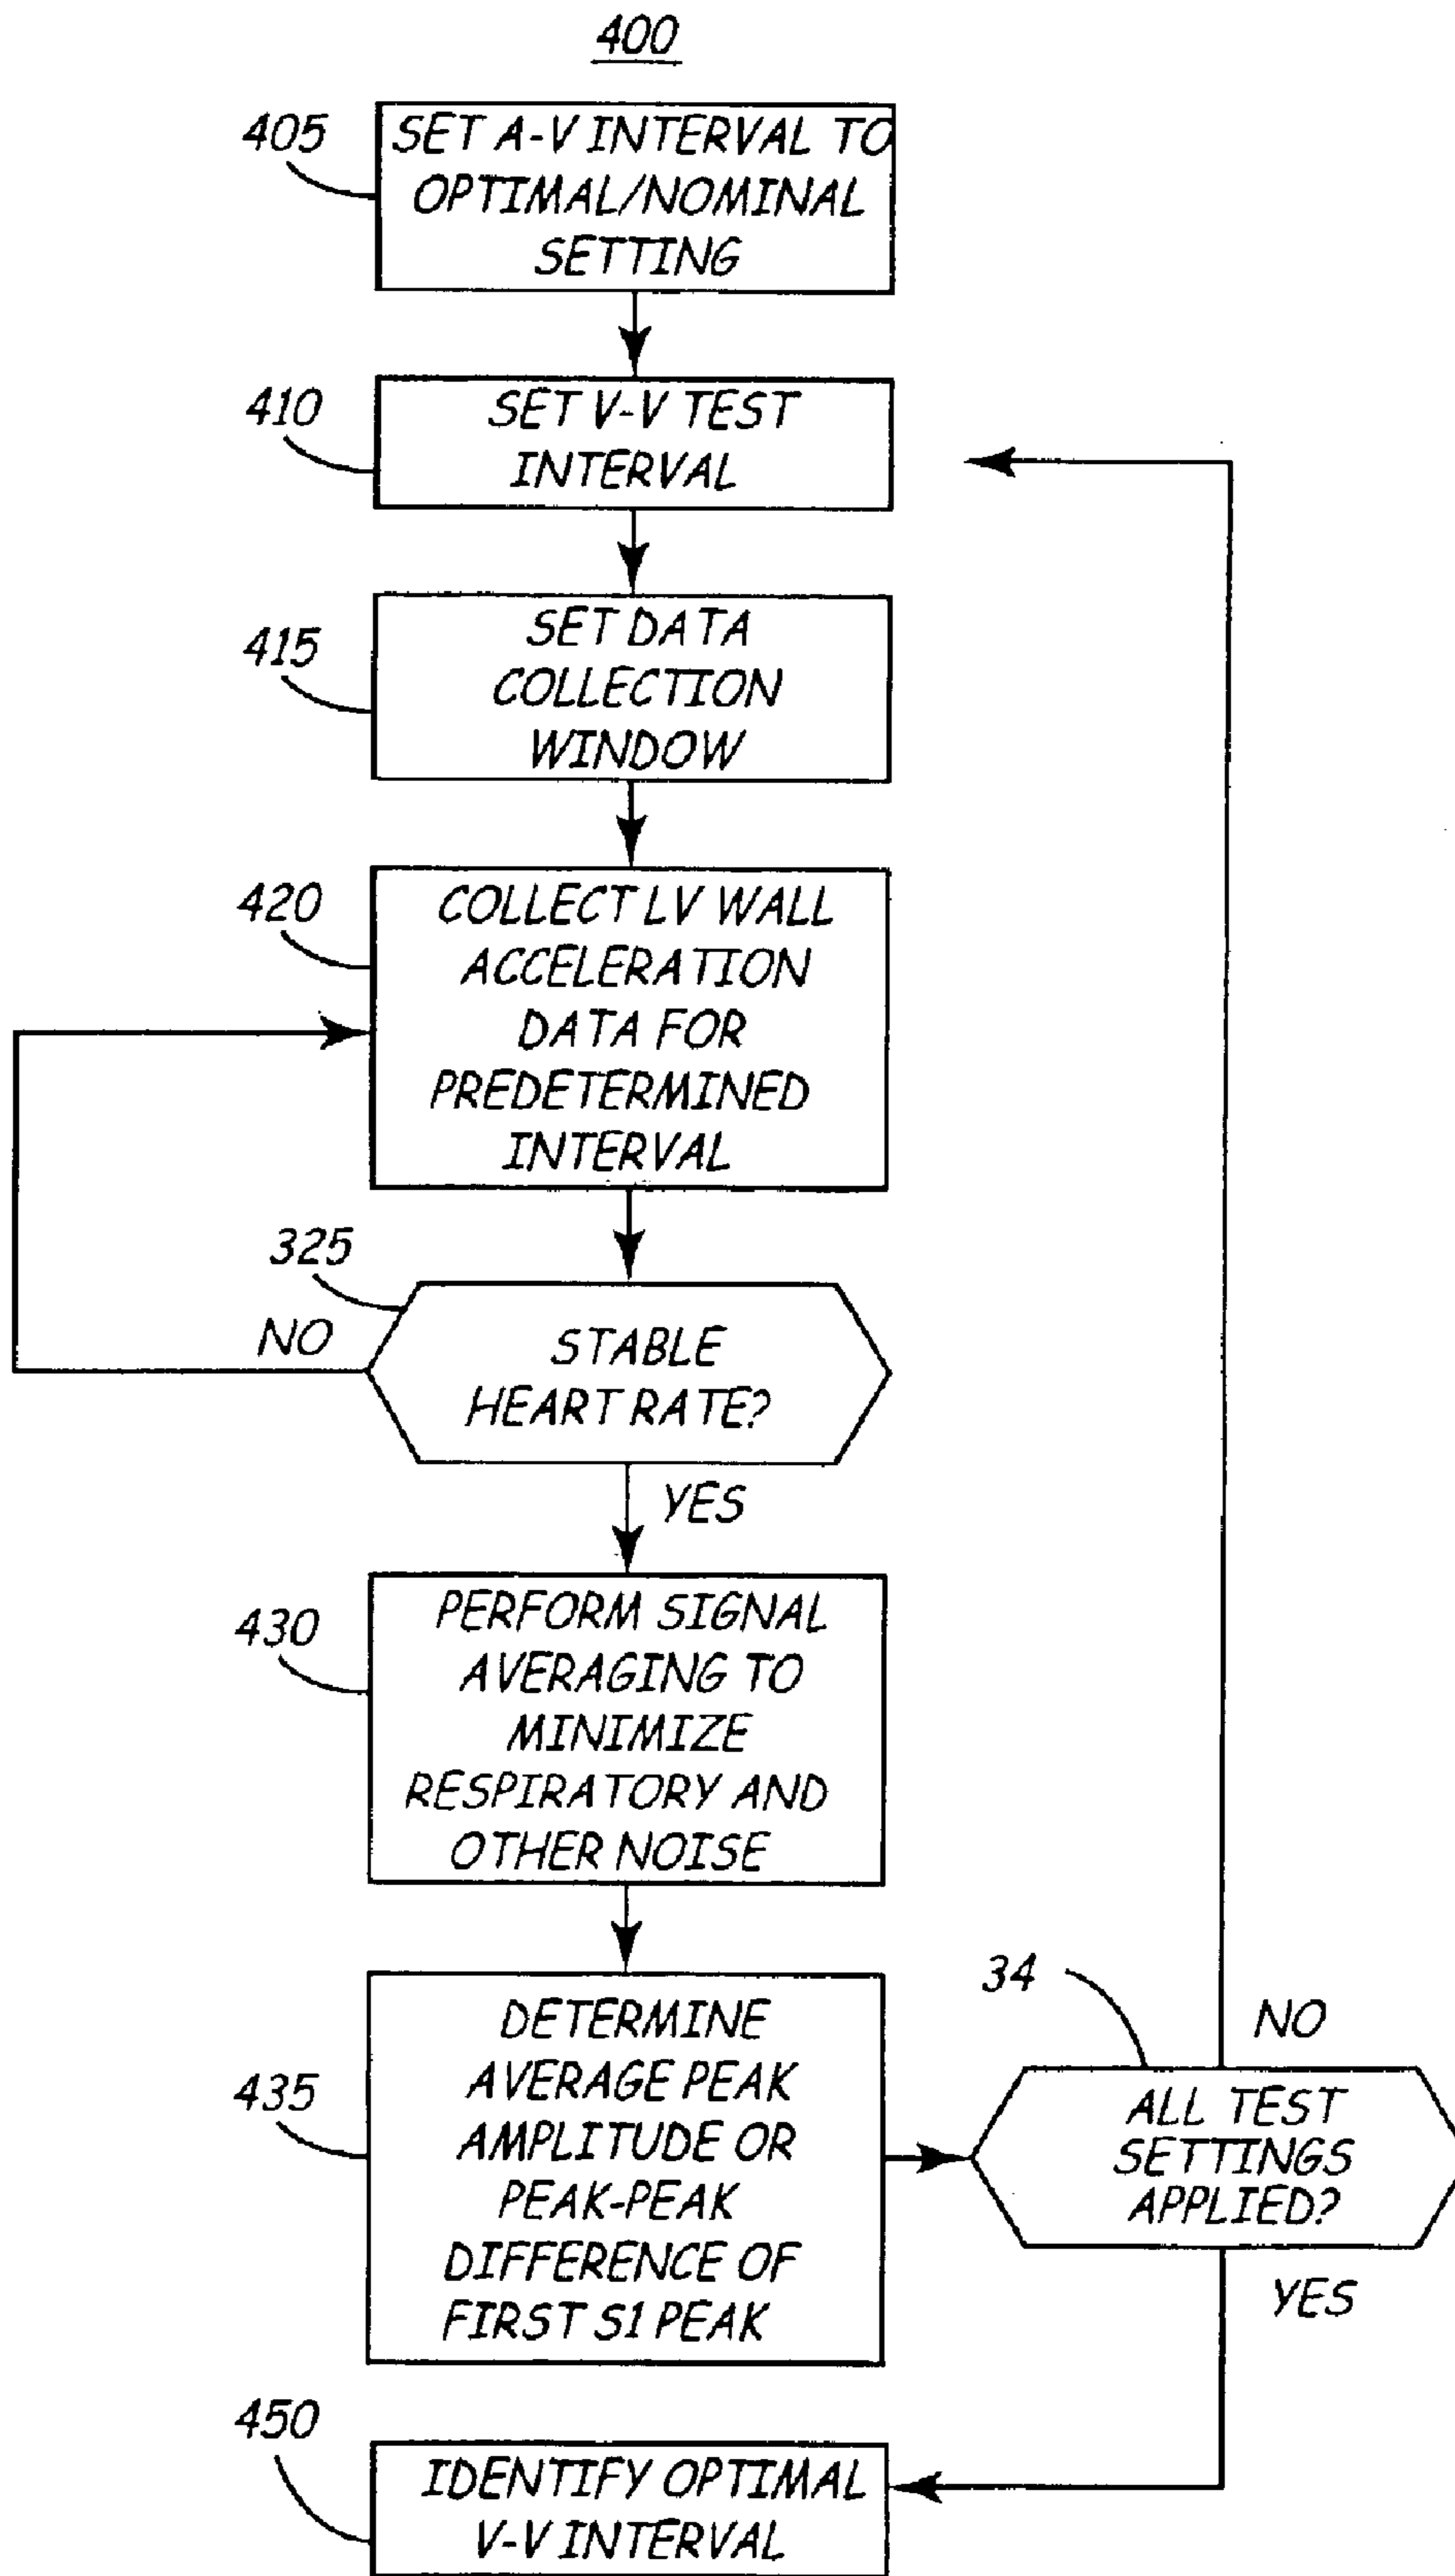 400
405
SET A-V INTERVAL TO
OPTIMAL/NOMINAL
SETTING
410
SET V-V TEST
INTERVAL
415
SET DATA
COLLECTION
WINDOW
420
COLLECT LV WALL
ACCELERATION
DATA FOR
PREDETERMINED
INTERVAL
325
NO
STABLE
HEART RATE?
YES
430
PERFORM SIGNAL
AVERAGING TO
MINIMIZE
RESPIRATORY AND
OTHER NOISE
435
DETERMINE
AVERAGE PEAK
AMPLITUDE OR
PEAK-PEAK
DIFFERENCE OF
FIRST S1 PEAK
34
NO
ALL TEST
SETTINGS
APPLIED?
YES
450
IDENTIFY OPTIMAL
V-V INTERVAL